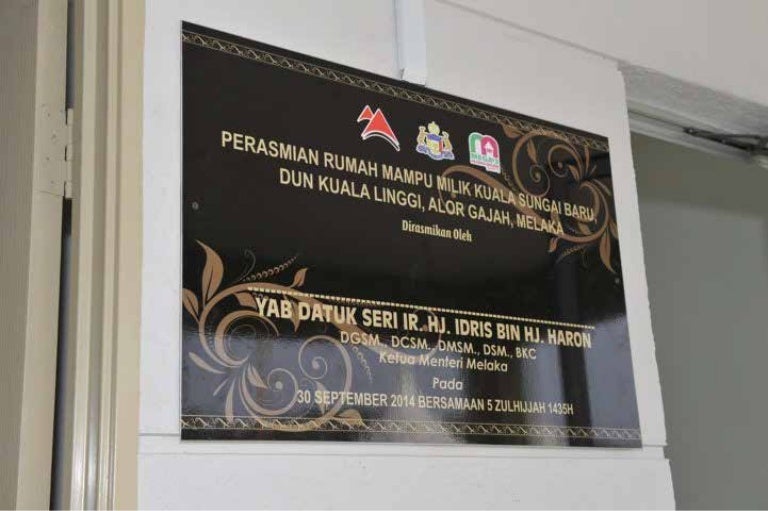 PERASMIAN RUMAH MAMPU MILIK KUALA SUNGAI BARU,
DUN KUALA LINGGI, ALOR GAJAH, MELAKA
Dirasmikan Oleh
YAB DATUK SERI IR. HJ. IDRIS BIN HJ. HARON
DGSM., DCSM., DMSM., DSM., BKC
Ketua Menteri Melaka
Pada
30 SEPTEMBER 2014 BERSAMAAN 5 ZULHIJJAH 1435H